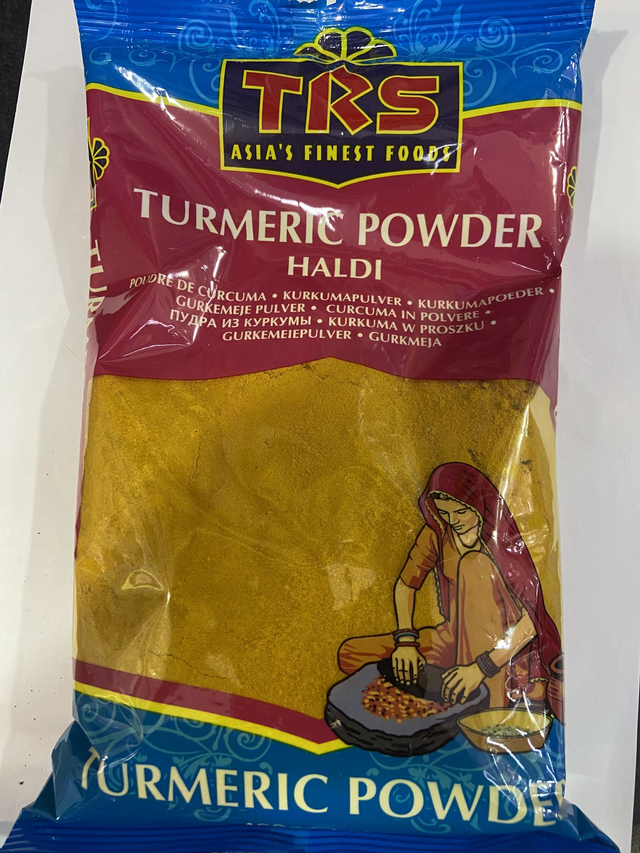 TRS
ASIA'S FINEST FOODS
TURMERIC POWDER
HALDI
POUDRE DE CURCUMA • KURKUMAPULVER • KURKUMAPOEDER •
GURKEMEJE PULVER • CURCUMA IN POLVERE •
ПУДРА ИЗ КУРКУМЫ • KURKUMA W PROSZKU •
GURKEMEIEPULVER • GURKMEJA
TURMERIC POWDE